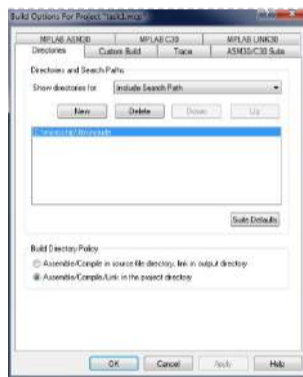 Build Options For Project "task1.mcp"
MPLAB ASM30 MPLAB C30 MPLAB LINK30
Directories Custom Build Trace ASM30/C30 Suite
Directories and Search Paths
Show directories for: Include Search Path
New Delete Down Up
Suite Defaults
Build Directory Policy
Assemble/Compile in source file directory, link in output directory
Assemble/Compile/Link in the project directory
OK Cancel Apply Help